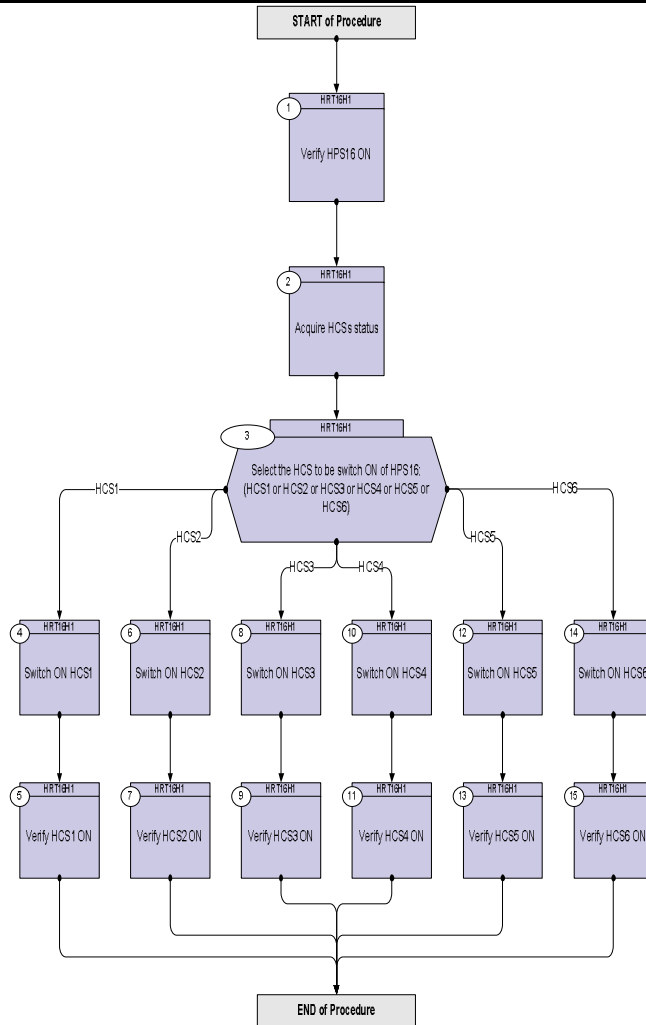 START of Procedure
HRT16H1
1
Verify HPS16 ON
HRT16H1
2
Acquire HCSs status
HRT16H1
3
Select the HCS to be switch ON of HPS16:
(HCS1 or HCS2 or HCS3 or HCS4 or HCS5 or
HCS6)
HCS1
HCS2
HCS3
HCS4
HCS5
HCS6
HRT16H1
4
Switch ON HCS1
HRT16H1
6
Switch ON HCS2
HRT16H1
8
Switch ON HCS3
HRT16H1
10
Switch ON HCS4
HRT16H1
12
Switch ON HCS5
HRT16H1
14
Switch ON HCS6
HRT16H1
5
Verify HCS1 ON
HRT16H1
7
Verify HCS2 ON
HRT16H1
9
Verify HCS3 ON
HRT16H1
11
Verify HCS4 ON
HRT16H1
13
Verify HCS5 ON
HRT16H1
15
Verify HCS6 ON
END of Procedure